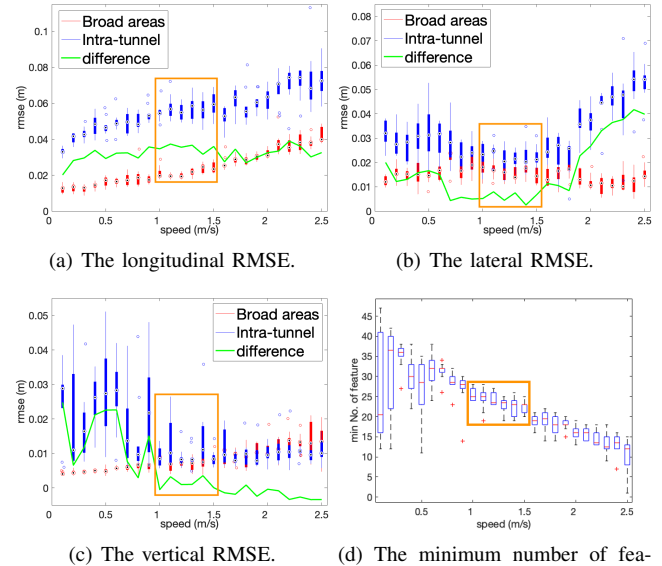 0.1
0.08
0.06
0.04
0.02
0
rmse (m)
Broad areas
Intra-tunnel
difference
0 0.5 1 1.5 2 2.5
speed (m/s)
(a) The longitudinal RMSE.
0.08
0.07
0.06
0.05
0.04
0.03
0.02
0.01
0
rmse (m)
Broad areas
Intra-tunnel
difference
0 0.5 1 1.5 2 2.5
speed (m/s)
(b) The lateral RMSE.
0.05
0.04
0.03
0.02
0.01
0
rmse (m)
Broad areas
Intra-tunnel
difference
0 0.5 1 1.5 2 2.5
speed (m/s)
(c) The vertical RMSE.
45
40
35
30
25
20
15
10
5
0
min No. of feature
0.5 1 1.5 2 2.5
speed (m/s)
(d) The minimum number of fea-